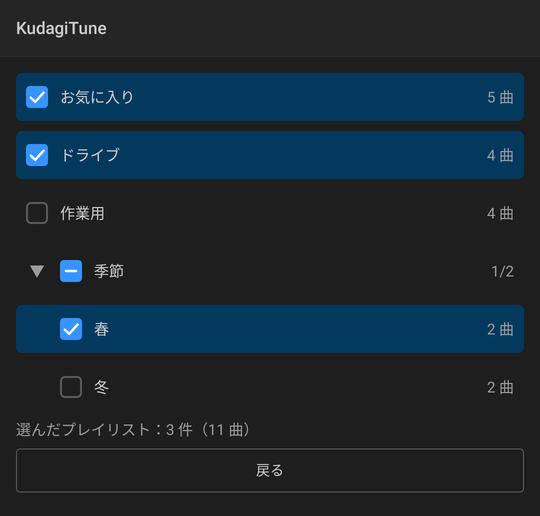 KudagiTune
お気に入り 5 曲
ドライブ 4 曲
作業用 4 曲
季節 1/2
春 2 曲
冬 2 曲
選んだプレイリスト：3 件（11 曲）
戻る